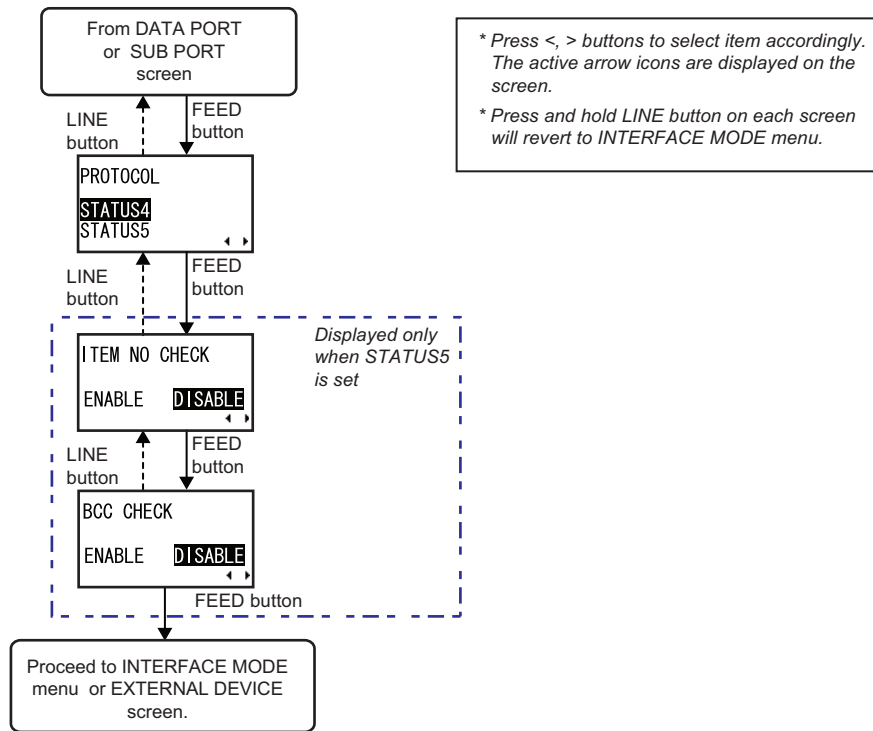 From DATA PORT
or SUB PORT
screen
* Press <, > buttons to select item accordingly.
The active arrow icons are displayed on the
screen.
* Press and hold LINE button on each screen
will revert to INTERFACE MODE menu.
LINE
button
FEED
button
PROTOCOL
STATUS4
STATUS5
LINE
button
FEED
button
Displayed only
when STATUS5
is set
ITEM NO CHECK
ENABLE DISABLE
LINE
button
FEED
button
BCC CHECK
ENABLE DISABLE
FEED button
Proceed to INTERFACE MODE
menu or EXTERNAL DEVICE
screen.